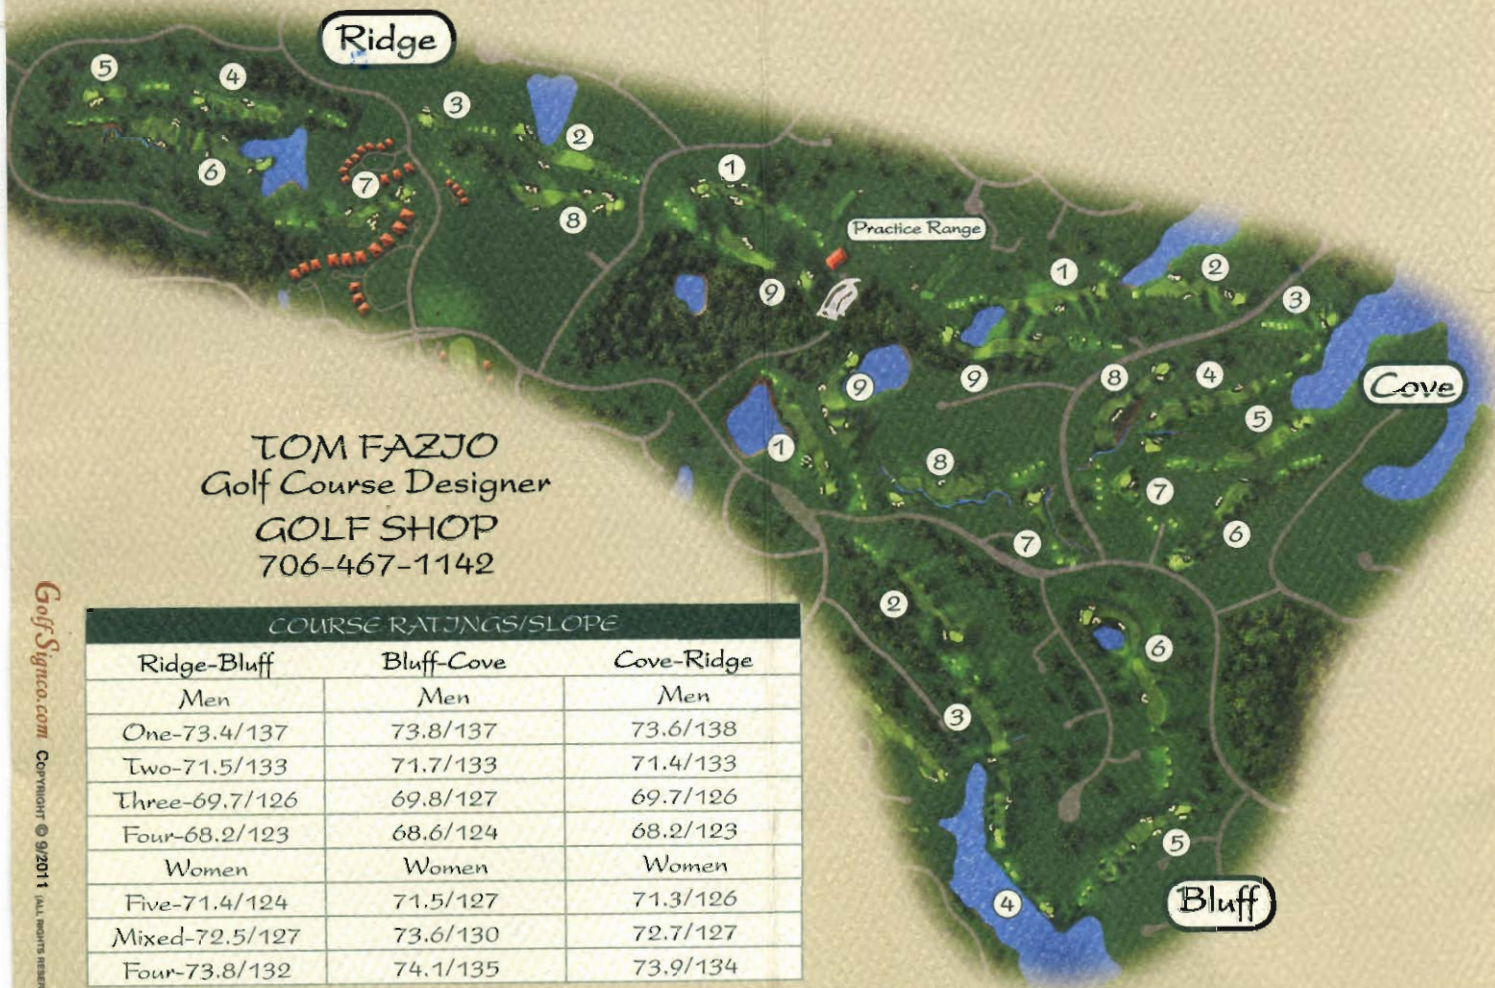 Ridge
5
4
3
2
1
6
7
8
Practice Range
9
1
2
3
9
9
8
4
Cove
5
1
8
7
6
7
2
6
3
5
4
Bluff
TOM FAZIO
Golf Course Designer
GOLF SHOP
706-467-1142
COURSE RATINGS/SLOPE
Ridge-Bluff Bluff-Cove Cove-Ridge
Men Men Men
One-73.4/137 73.8/137 73.6/138
Two-71.5/133 71.7/133 71.4/133
Three-69.7/126 69.8/127 69.7/126
Four-68.2/123 68.6/124 68.2/123
Women Women Women
Five-71.4/124 71.5/127 71.3/126
Mixed-72.5/127 73.6/130 72.7/127
Four-73.8/132 74.1/135 73.9/134
GolfSignco.com COPYRIGHT © 9/2011 (ALL RIGHTS